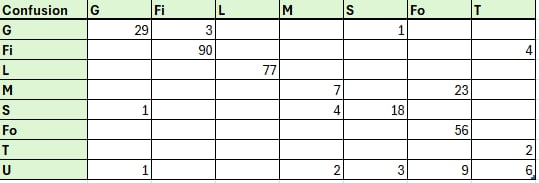 Confusion G Fi L M S Fo T
G 29 3 1
Fi 90 4
L 77
M 7 23
S 1 4 18
Fo 56
T 2
U 1 2 3 9 6